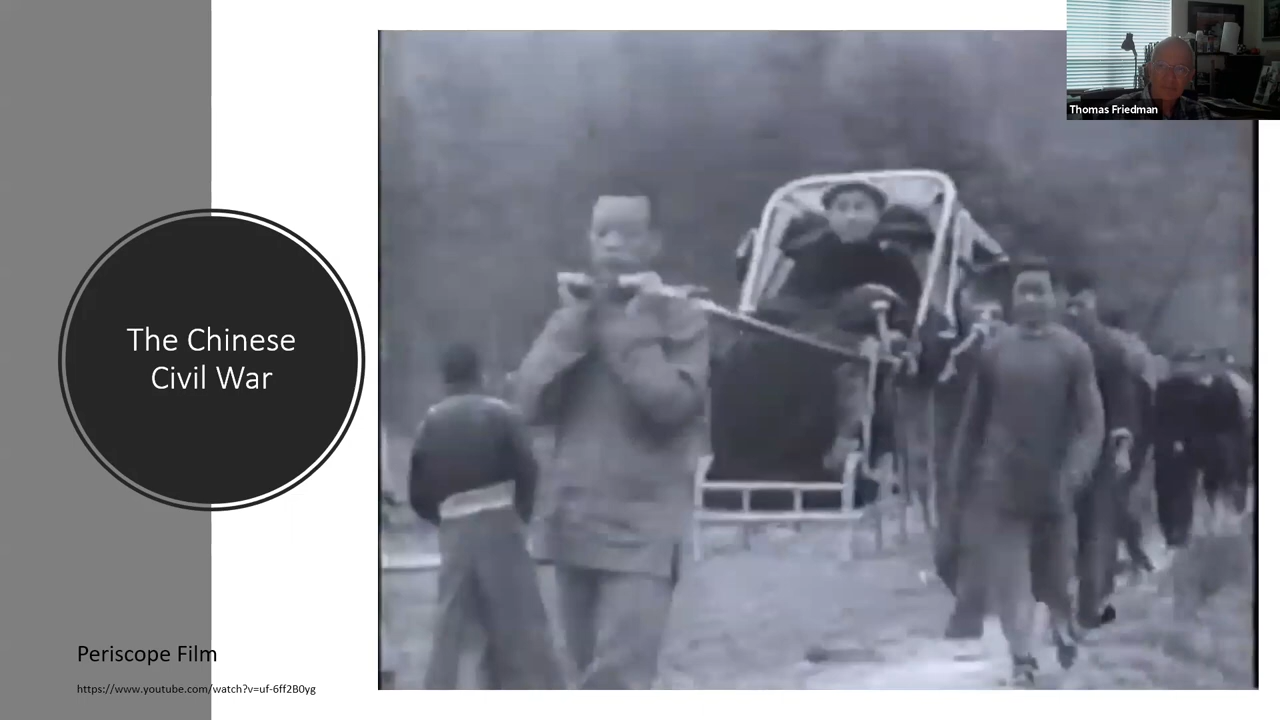 Thomas Friedman
The Chinese
Civil War
Periscope Film
https://www.youtube.com/watch?v=uf-6ff2B0yg